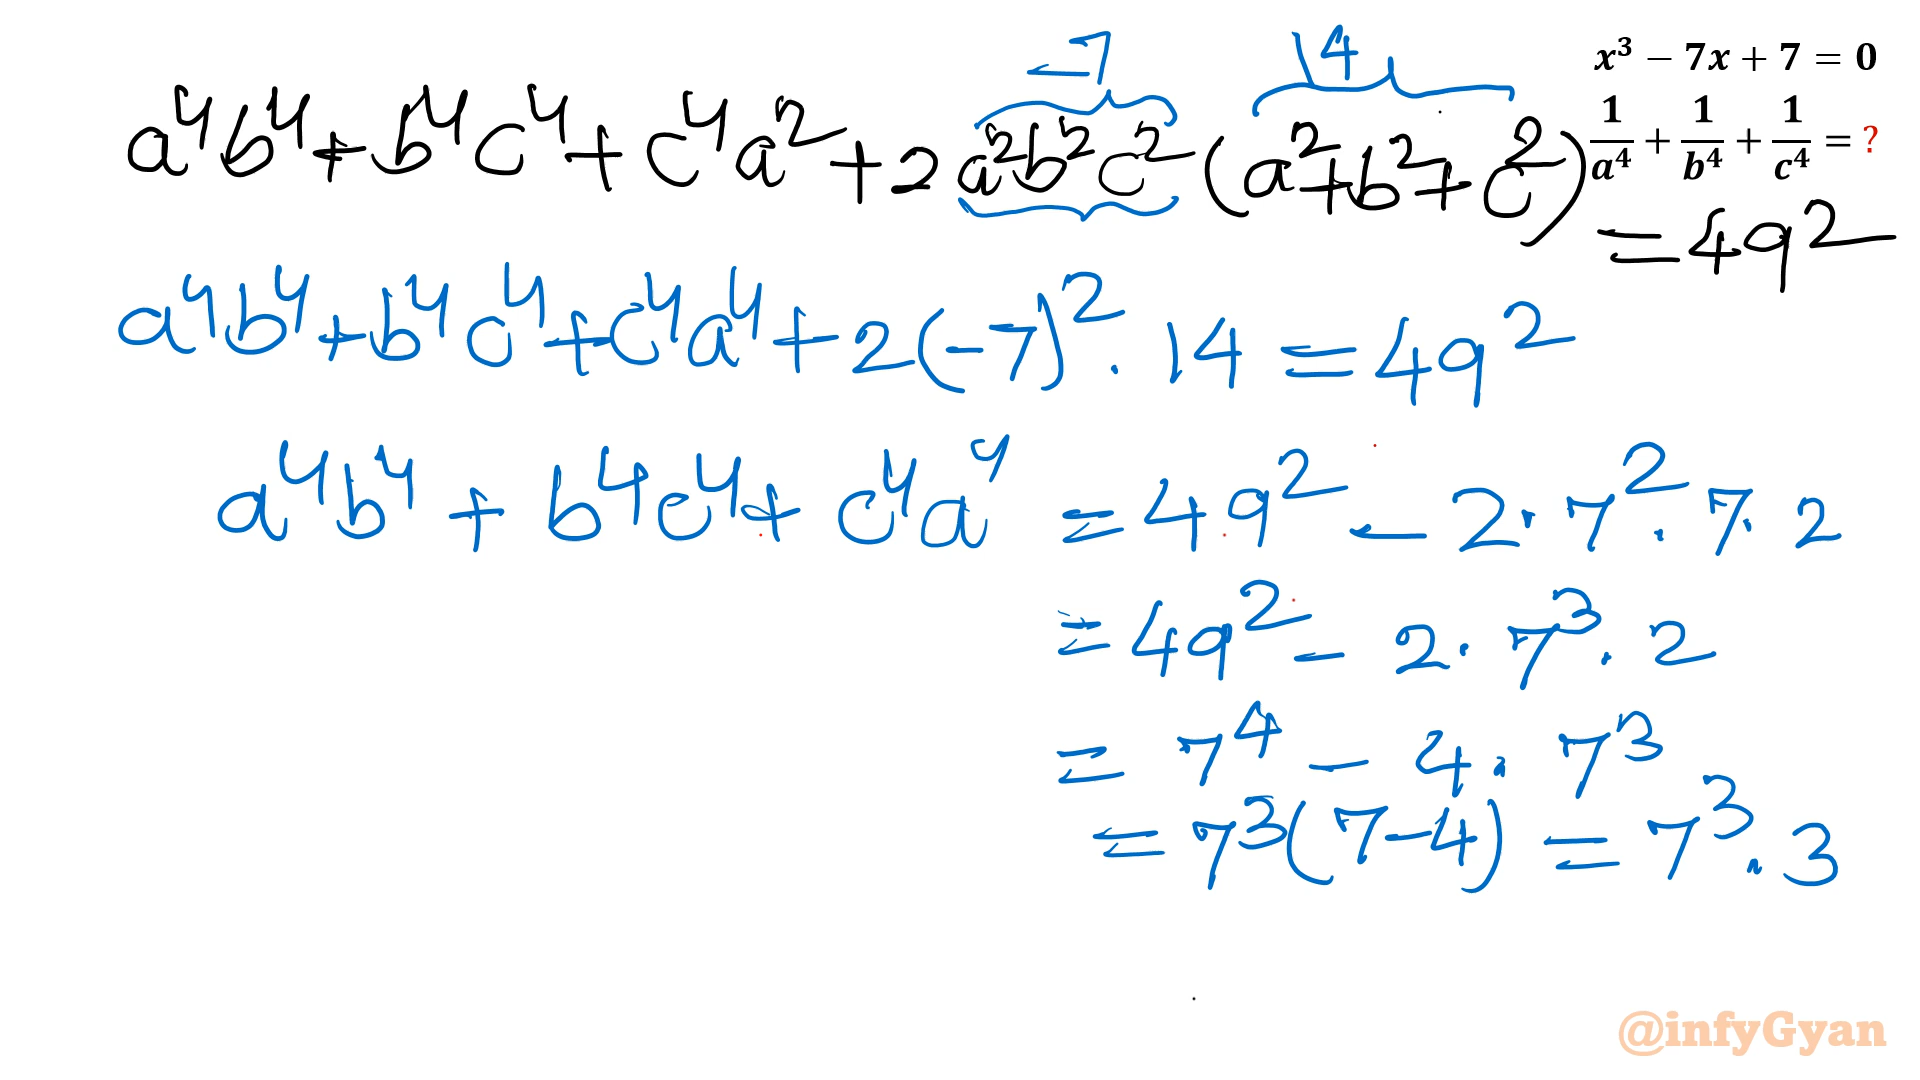 x³ − 7x + 7 = 0
1/a⁴ + 1/b⁴ + 1/c⁴ = ?
−7 14
a⁴b⁴ + b⁴c⁴ + c⁴a² + 2a²b²c²(a² + b² + c²)
= 49²
a⁴b⁴ + b⁴c⁴ + c⁴a⁴ + 2(−7)² · 14 = 49²
a⁴b⁴ + b⁴c⁴ + c⁴a⁴ = 49² − 2 · 7² · 7 · 2
= 49² − 2 · 7³ · 2
= 7⁴ − 4 · 7³
= 7³(7 − 4) = 7³ · 3
@infyGyan